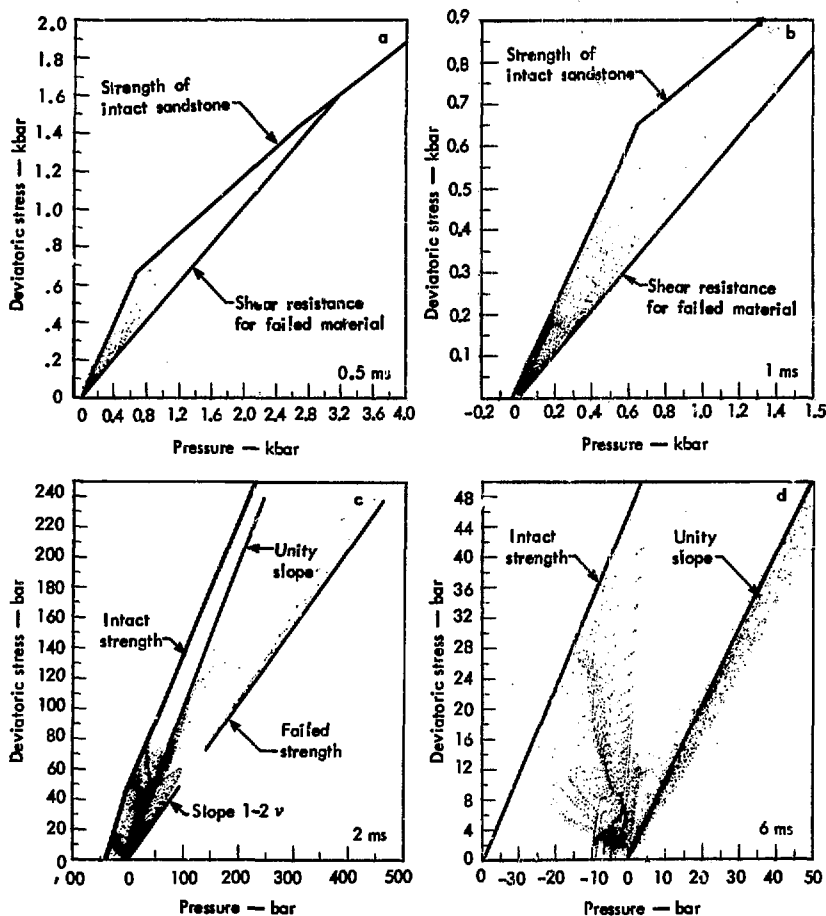 a
2.0
1.8
1.6
1.4
1.2
1.0
.8
.6
.4
.2
0
Deviatoric stress — kbar
Strength of
intact sandstone
Shear resistance
for failed material
0.5 ms
0 0.4 0.8 1.2 1.6 2.0 2.4 2.8 3.2 3.6 4.0
Pressure — kbar
b
0.9
0.8
0.7
0.6
0.5
0.4
0.3
0.2
0.1
Deviatoric stress — kbar
Strength of
intact sandstone
Shear resistance
for failed material
1 ms
-0.2 0 0.2 0.4 0.6 1.0 1.2 1.4 1.5
Pressure — kbar
c
240
220
200
180
160
140
120
100
80
60
40
20
0
Deviatoric stress — bar
Intact
strength
Unity
slope
Failed
strength
Slope 1-2 ν
2 ms
00 0 100 200 300 400 500
Pressure — bar
d
48
44
40
36
32
28
24
20
16
12
8
4
0
Deviatoric stress — bar
Intact
strength
Unity
slope
6 ms
0 -30 -20 -10 0 10 20 30 40 50
Pressure — bar